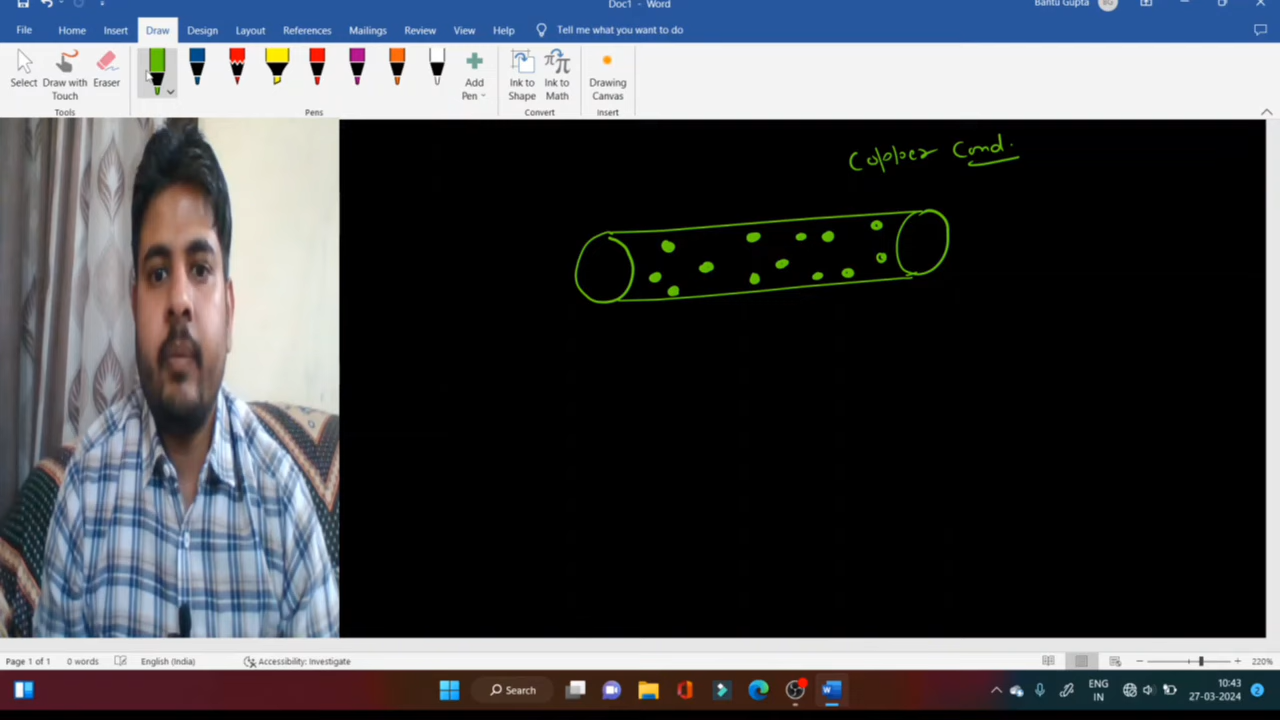 Doc1 - Word
Bantu Gupta
BG
File Home Insert Draw Design Layout References Mailings Review View Help Tell me what you want to do
Select
Draw with Touch
Eraser
Add Pen
Ink to Shape
Ink to Math
Drawing Canvas
Tools
Pens
Convert
Insert
Copper Cond.
Page 1 of 1 0 words English (India) Accessibility: Investigate 220%
Search
ENG
IN
10:43
27-03-2024
2